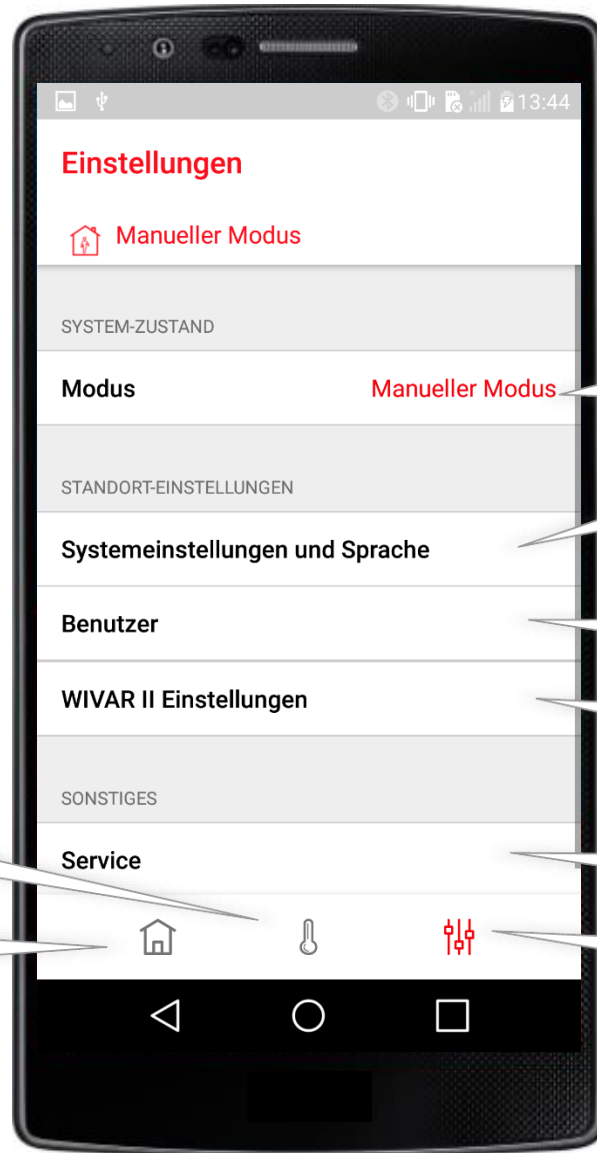 13:44
Einstellungen
Manueller Modus
SYSTEM-ZUSTAND
Modus Manueller Modus
STANDORT-EINSTELLUNGEN
Systemeinstellungen und Sprache
Benutzer
WIVAR II Einstellungen
SONSTIGES
Service